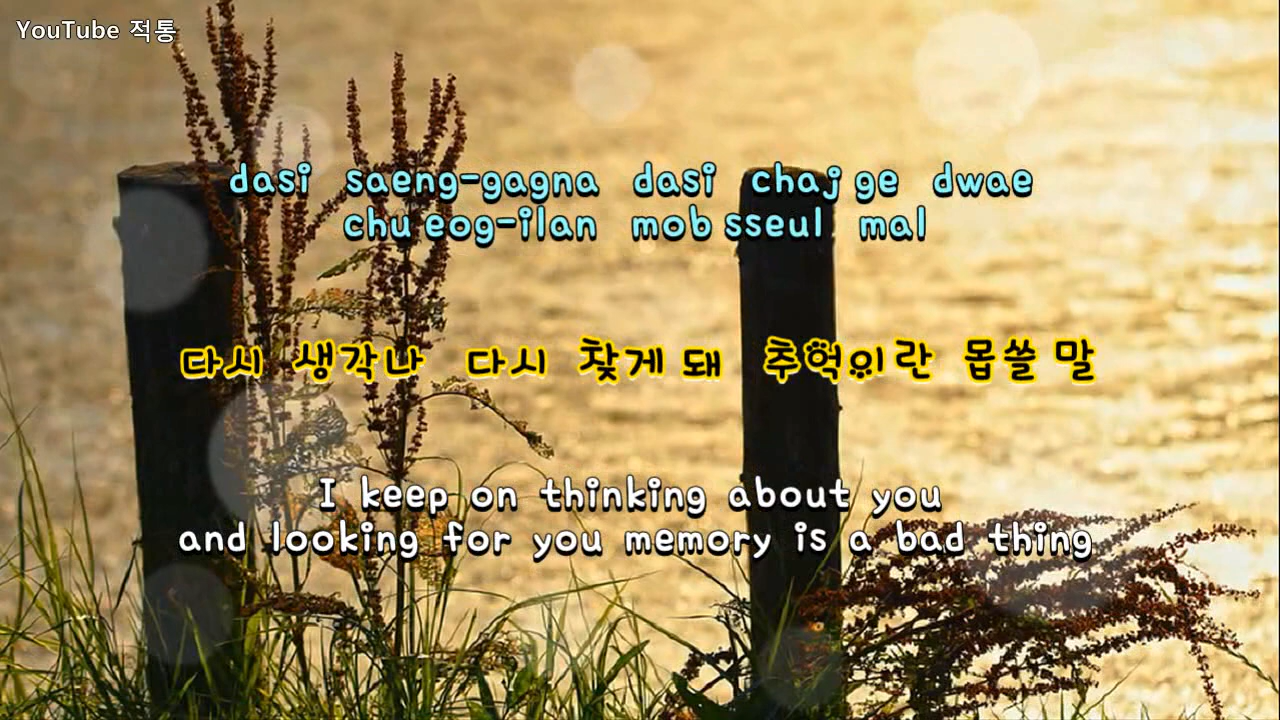 YouTube 적통
dasi saeng-gagna dasi chaj ge dwae
chu eog-ilan mob sseul mal
다시 생각나 다시 찾게 돼 추억이란 몹쓸 말
I keep on thinking about you
and looking for you memory is a bad thing